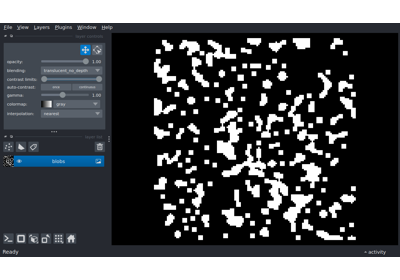 File View Layers Plugins Window Help
opacity: 1.00
blending: translucent_no_depth
contrast limits:
auto-contrast: once continuous
gamma: 1.00
colormap: gray
interpolation: nearest
blobs
Ready activity